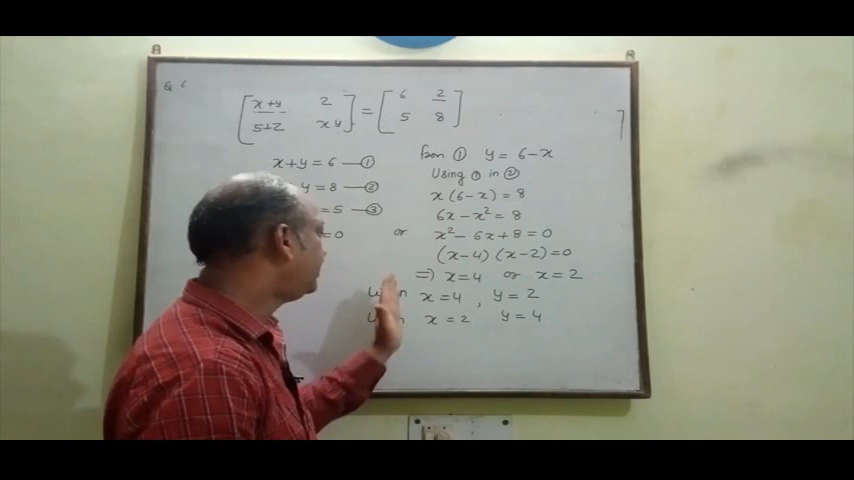 Q 6
[ x+y 2 ] = [ 6 2 ]
[ 5+z xy ] [ 5 8 ]
x+y = 6 — ①
y = 8 — ②
= 5 — ③
= 0
from ① y = 6-x
Using ① in ②
x(6-x) = 8
6x - x² = 8
or x² - 6x + 8 = 0
(x-4) (x-2) = 0
⇒ x=4 or x=2
x=4 , y=2
x=2 y=4